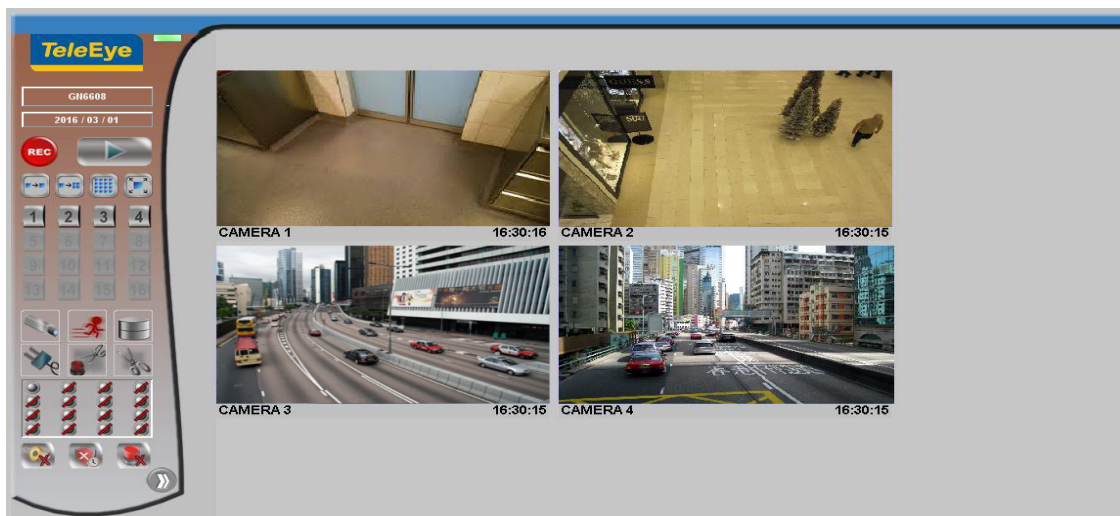 TeleEye
GN6608
2016 / 03 / 01
REC
1 2 3 4
5 6 7 8
9 10 11 12
13 14 15 16
GUESS
CAMERA 1 16:30:16
CAMERA 2 16:30:15
CAMERA 3 16:30:15
CAMERA 4 16:30:15